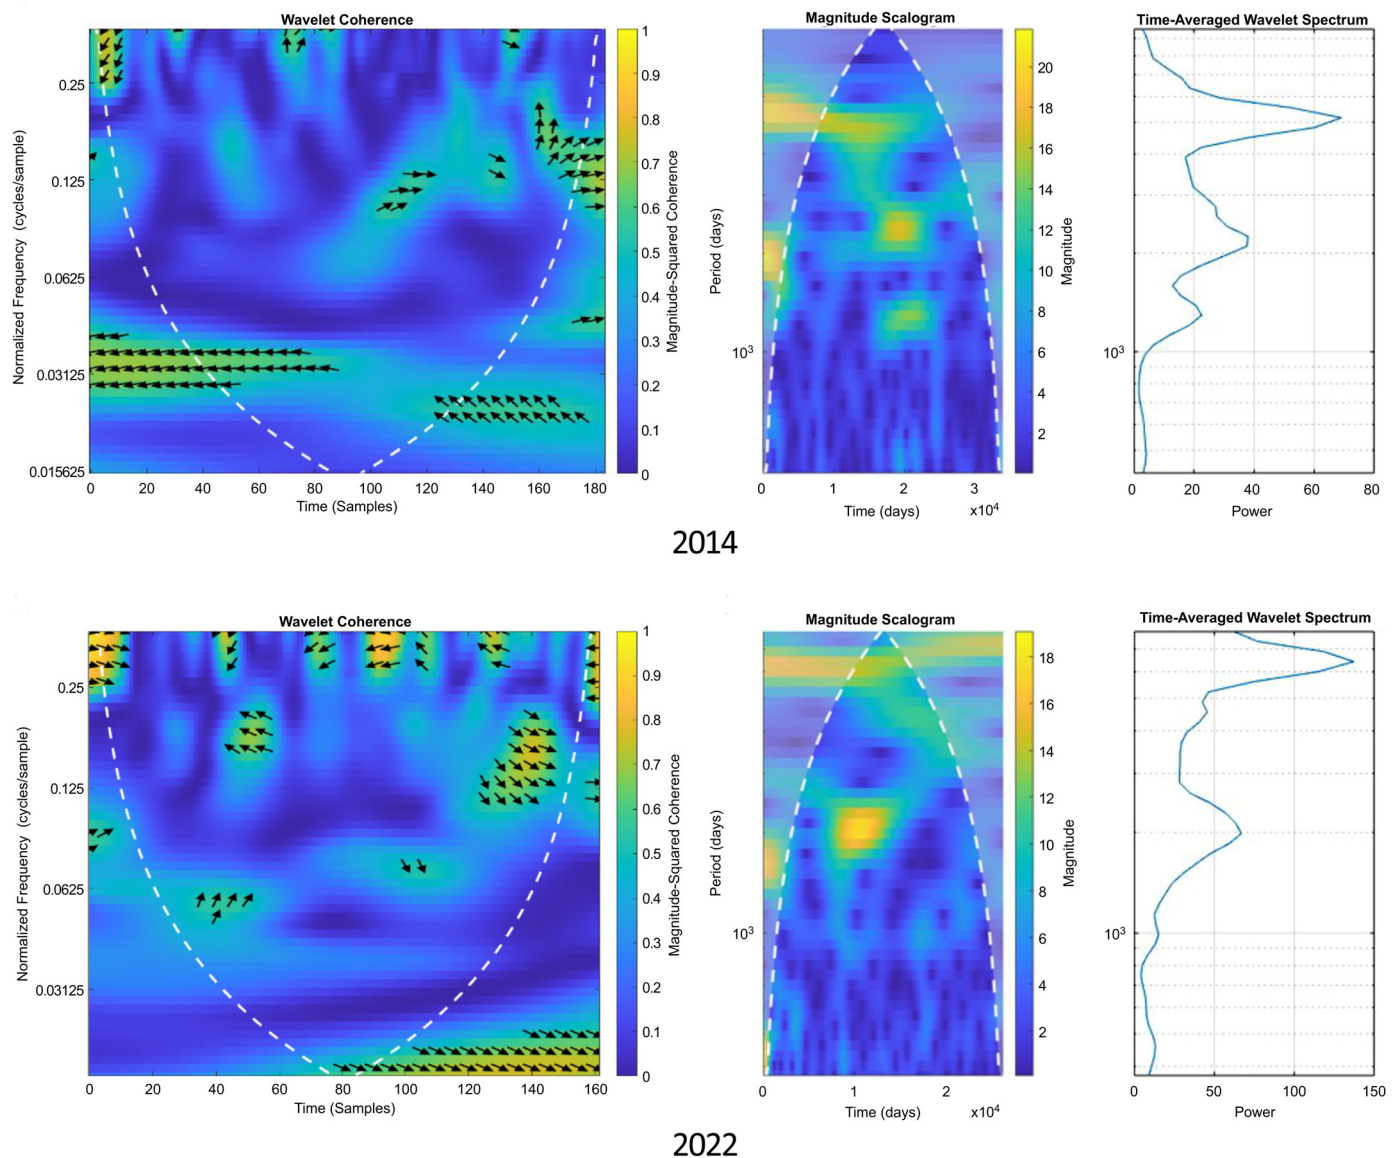 Wavelet Coherence
Normalized Frequency (cycles/sample)
0.25
0.125
0.0625
0.03125
0.015625
0 20 40 60 80 100 120 140 160 180
Time (Samples)
1
0.9
0.8
0.7
0.6
0.5
0.4
0.3
0.2
0.1
0
Magnitude-Squared Coherence
Magnitude Scalogram
Period (days)
10³
0 1 2 3
Time (days) x10⁴
20
18
16
14
12
10
8
6
4
2
Magnitude
Time-Averaged Wavelet Spectrum
10³
0 20 40 60 80
Power
2014
Wavelet Coherence
Normalized Frequency (cycles/sample)
0.25
0.125
0.0625
0.03125
0 20 40 60 80 100 120 140 160
Time (Samples)
1
0.9
0.8
0.7
0.6
0.5
0.4
0.3
0.2
0.1
0
Magnitude-Squared Coherence
Magnitude Scalogram
Period (days)
10³
0 1 2
Time (days) x10⁴
18
16
14
12
10
8
6
4
2
Magnitude
Time-Averaged Wavelet Spectrum
10³
0 50 100 150
Power
2022